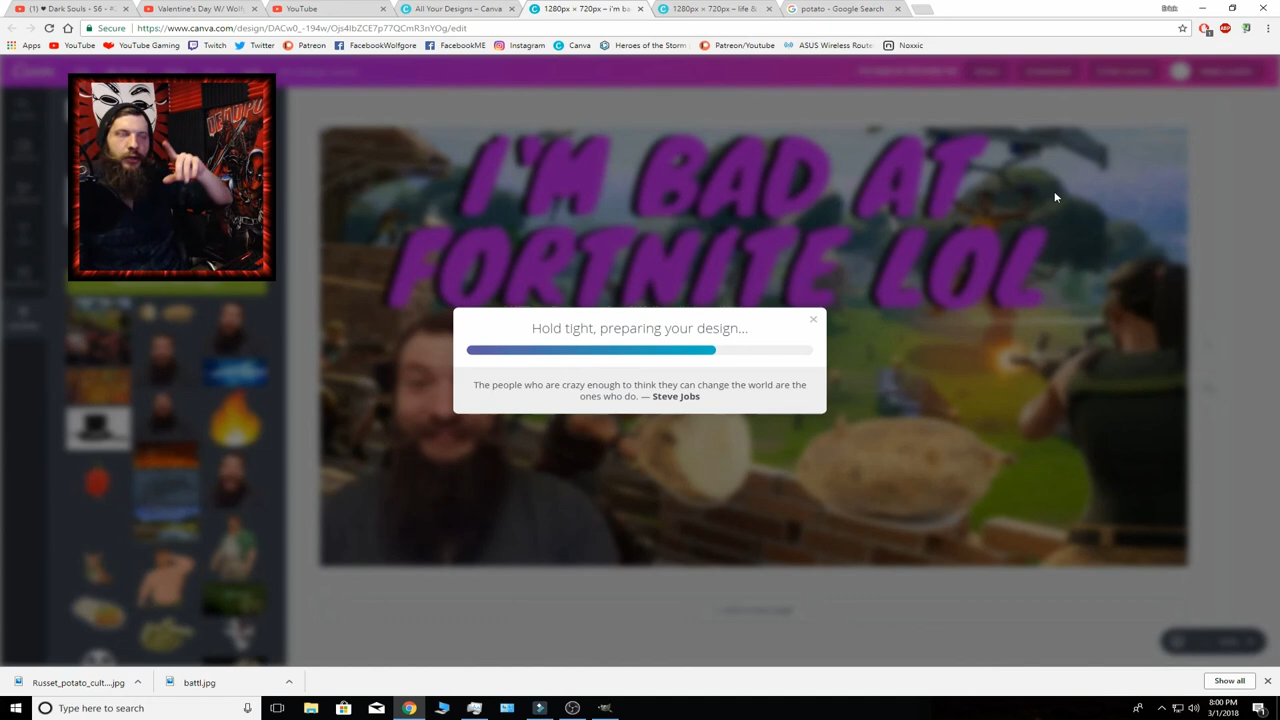 (1) ♥ Dark Souls - S6 - #
Valentine's Day W/ Wolf
YouTube
All Your Designs – Canva
1280px × 720px – i'm ba
1280px × 720px – life &
potato - Google Search
Secure
https://www.canva.com/design/DACw0_-194w/Ojs4lbZCE7p77QCmR3nYOg/edit
Apps
YouTube
YouTube Gaming
Twitch
Twitter
Patreon
FacebookWolfgore
FacebookME
Instagram
Canva
Heroes of the Storm
Patreon/Youtube
ASUS Wireless Route
Noxxic
I'M BAD AT
FORTNITE LOL
Hold tight, preparing your design...
The people who are crazy enough to think they can change the world are the
ones who do. — Steve Jobs
Russet_potato_cult....jpg
battl.jpg
Show all
Type here to search
8:00 PM
3/1/2018